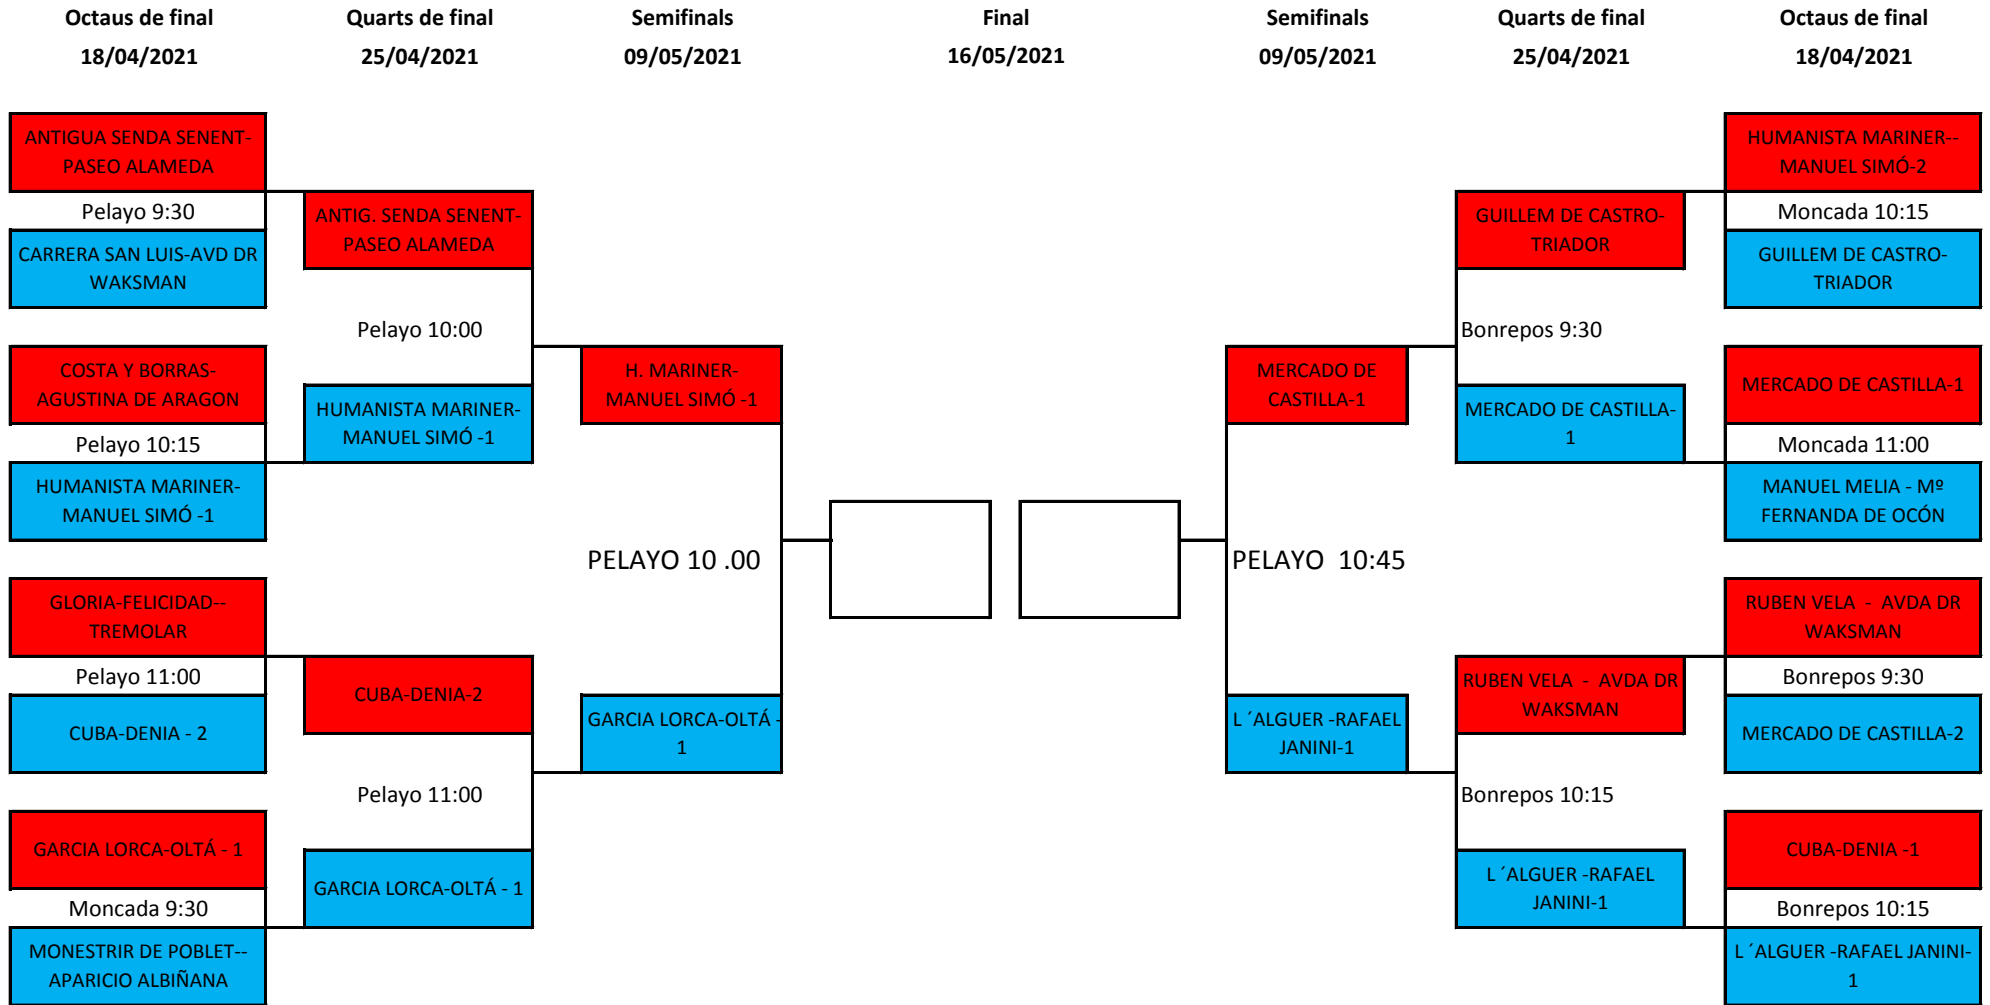 Octaus de final
18/04/2021
Quarts de final
25/04/2021
Semifinals
09/05/2021
Final
16/05/2021
Semifinals
09/05/2021
Quarts de final
25/04/2021
Octaus de final
18/04/2021
ANTIGUA SENDA SENENT-
PASEO ALAMEDA
Pelayo 9:30
CARRERA SAN LUIS-AVD DR
WAKSMAN
COSTA Y BORRAS-
AGUSTINA DE ARAGON
Pelayo 10:15
HUMANISTA MARINER-
MANUEL SIMÓ -1
GLORIA-FELICIDAD--
TREMOLAR
Pelayo 11:00
CUBA-DENIA - 2
GARCIA LORCA-OLTÁ - 1
Moncada 9:30
MONESTRIR DE POBLET--
APARICIO ALBIÑANA
ANTIG. SENDA SENENT-
PASEO ALAMEDA
Pelayo 10:00
HUMANISTA MARINER-
MANUEL SIMÓ -1
CUBA-DENIA-2
Pelayo 11:00
GARCIA LORCA-OLTÁ - 1
H. MARINER-
MANUEL SIMÓ -1
PELAYO 10 .00
GARCIA LORCA-OLTÁ -
1
MERCADO DE
CASTILLA-1
PELAYO  10:45
L ´ALGUER -RAFAEL
JANINI-1
GUILLEM DE CASTRO-
TRIADOR
Bonrepos 9:30
MERCADO DE CASTILLA-
1
RUBEN VELA  -  AVDA DR
WAKSMAN
Bonrepos 10:15
L ´ALGUER -RAFAEL
JANINI-1
HUMANISTA MARINER--
MANUEL SIMÓ-2
Moncada 10:15
GUILLEM DE CASTRO-
TRIADOR
MERCADO DE CASTILLA-1
Moncada 11:00
MANUEL MELIA - Mº
FERNANDA DE OCÓN
RUBEN VELA  -  AVDA DR
WAKSMAN
Bonrepos 9:30
MERCADO DE CASTILLA-2
CUBA-DENIA -1
Bonrepos 10:15
L ´ALGUER -RAFAEL JANINI-
1